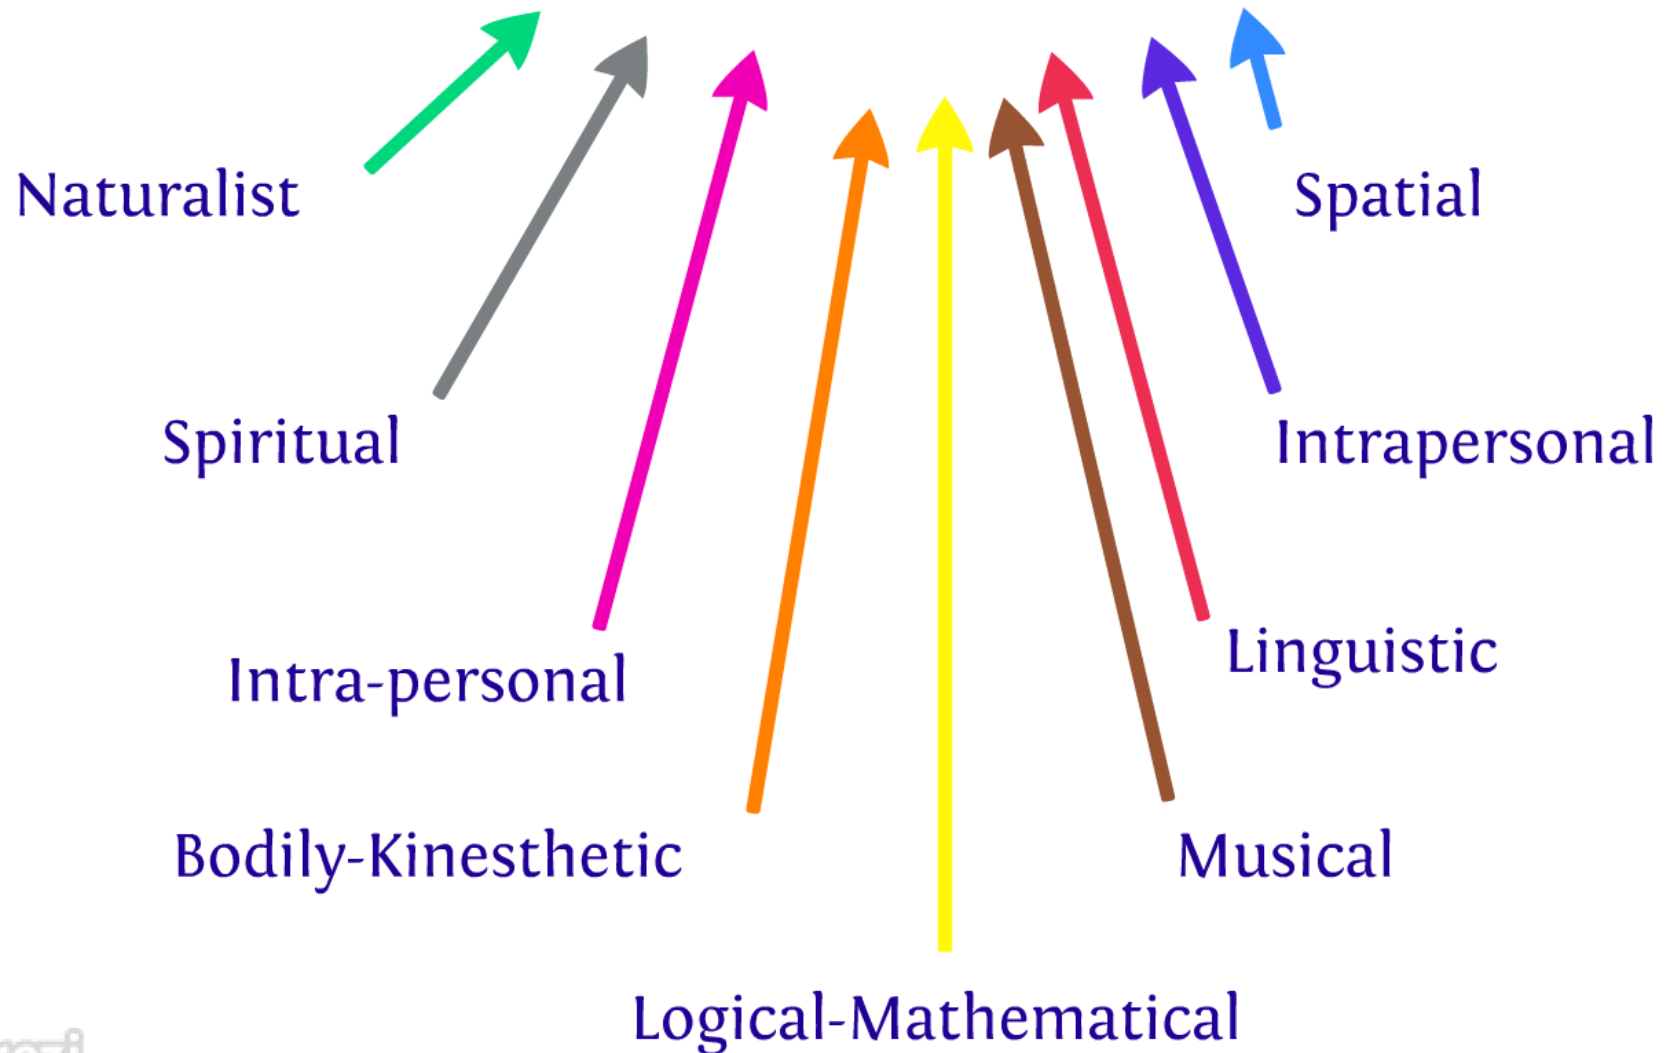 Naturalist
Spatial
Spiritual
Intrapersonal
Intra-personal
Linguistic
Bodily-Kinesthetic
Musical
Logical-Mathematical